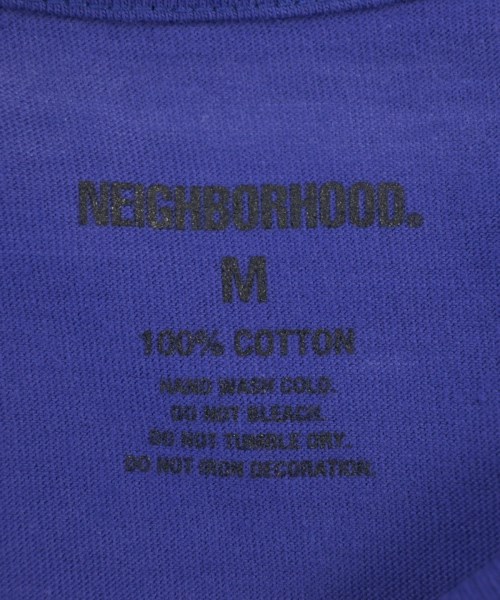 NEIGHBORHOOD.
M
100% COTTON
HAND WASH COLD.
DO NOT BLEACH.
DO NOT TUMBLE DRY.
DO NOT IRON DECORATION.